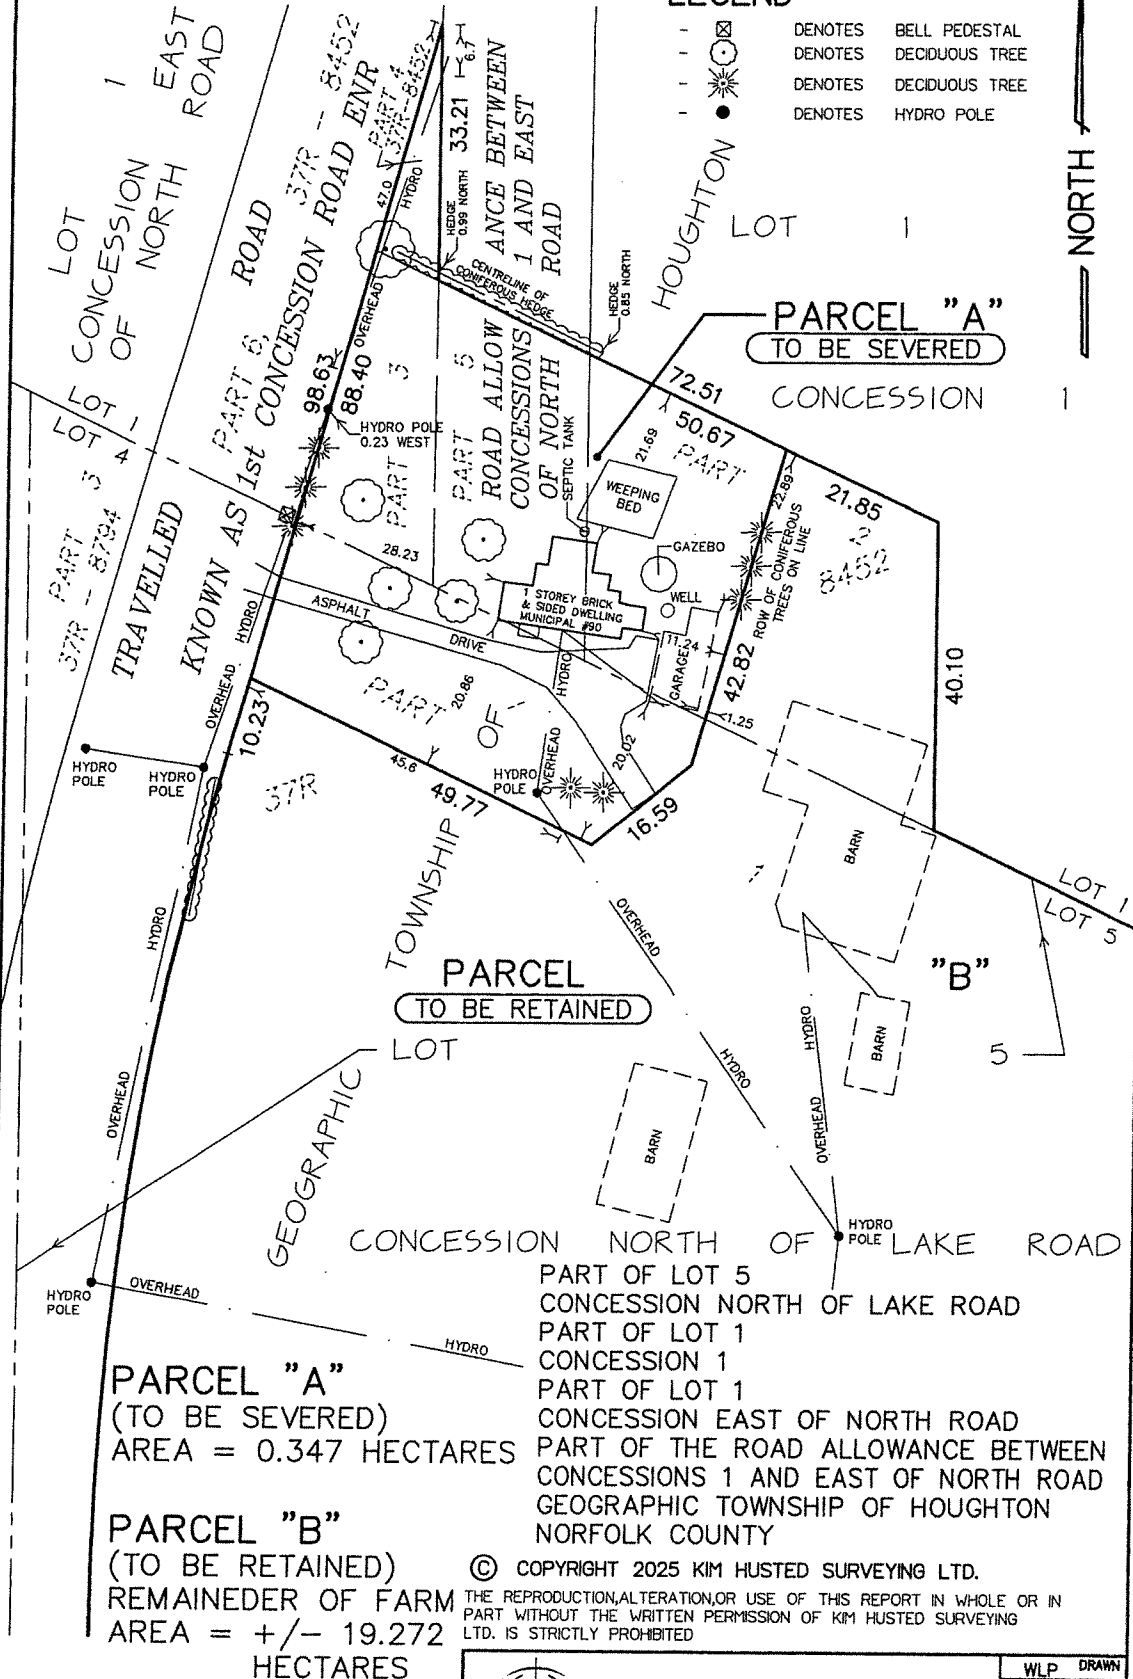 LEGEND
- DENOTES BELL PEDESTAL
- DENOTES DECIDUOUS TREE
- DENOTES DECIDUOUS TREE
- DENOTES HYDRO POLE
NORTH
LOT 1
CONCESSION EAST
OF NORTH ROAD
PART 6, 37R -- 8452
TRAVELLED ROAD
KNOWN AS 1st CONCESSION ROAD ENR
PART 4
37R--8452
6.7
33.21
47.0
HYDRO
HEDGE
0.99 NORTH
ROAD ALLOWANCE BETWEEN
CONCESSIONS 1 AND EAST
OF NORTH ROAD
CENTRELINE OF
CONIFEROUS HEDGE
HEDGE
0.85 NORTH
HOUGHTON
LOT 1
PARCEL "A"
TO BE SEVERED
CONCESSION 1
98.63
88.40
OVERHEAD
HYDRO POLE
0.23 WEST
PART 3
PART 5
SEPTIC TANK
72.51
50.67
21.69
PART 2
22.89
21.85
8452
WEEPING
BED
GAZEBO
WELL
ROW OF CONIFEROUS
TREES ON LINE
42.82
40.10
LOT 1
LOT 4
PART 3
37R -- 8794
28.23
ASPHALT
DRIVE
1 STOREY BRICK
& SIDED DWELLING
MUNICIPAL #90
HYDRO
11.24
GARAGE
1.25
HYDRO
OVERHEAD
10.23
PART 1
OF
20.86
45.6
49.77
20.02
16.59
OVERHEAD
HYDRO
POLE
HYDRO
POLE
HYDRO
POLE
37R
TOWNSHIP
BARN
LOT 1
LOT 5
HYDRO
OVERHEAD
PARCEL "B"
TO BE RETAINED
LOT 5
HYDRO
BARN
HYDRO
OVERHEAD
OVERHEAD
GEOGRAPHIC
BARN
CONCESSION NORTH OF LAKE ROAD
HYDRO
POLE
HYDRO
POLE
OVERHEAD
HYDRO
PART OF LOT 5
CONCESSION NORTH OF LAKE ROAD
PART OF LOT 1
CONCESSION 1
PART OF LOT 1
CONCESSION EAST OF NORTH ROAD
PART OF THE ROAD ALLOWANCE BETWEEN
CONCESSIONS 1 AND EAST OF NORTH ROAD
GEOGRAPHIC TOWNSHIP OF HOUGHTON
NORFOLK COUNTY
PARCEL "A"
(TO BE SEVERED)
AREA = 0.347 HECTARES
PARCEL "B"
(TO BE RETAINED)
REMAINEDER OF FARM
AREA = +/- 19.272
HECTARES
© COPYRIGHT 2025 KIM HUSTED SURVEYING LTD.
THE REPRODUCTION,ALTERATION,OR USE OF THIS REPORT IN WHOLE OR IN
PART WITHOUT THE WRITTEN PERMISSION OF KIM HUSTED SURVEYING
LTD. IS STRICTLY PROHIBITED
WLP DRAWN